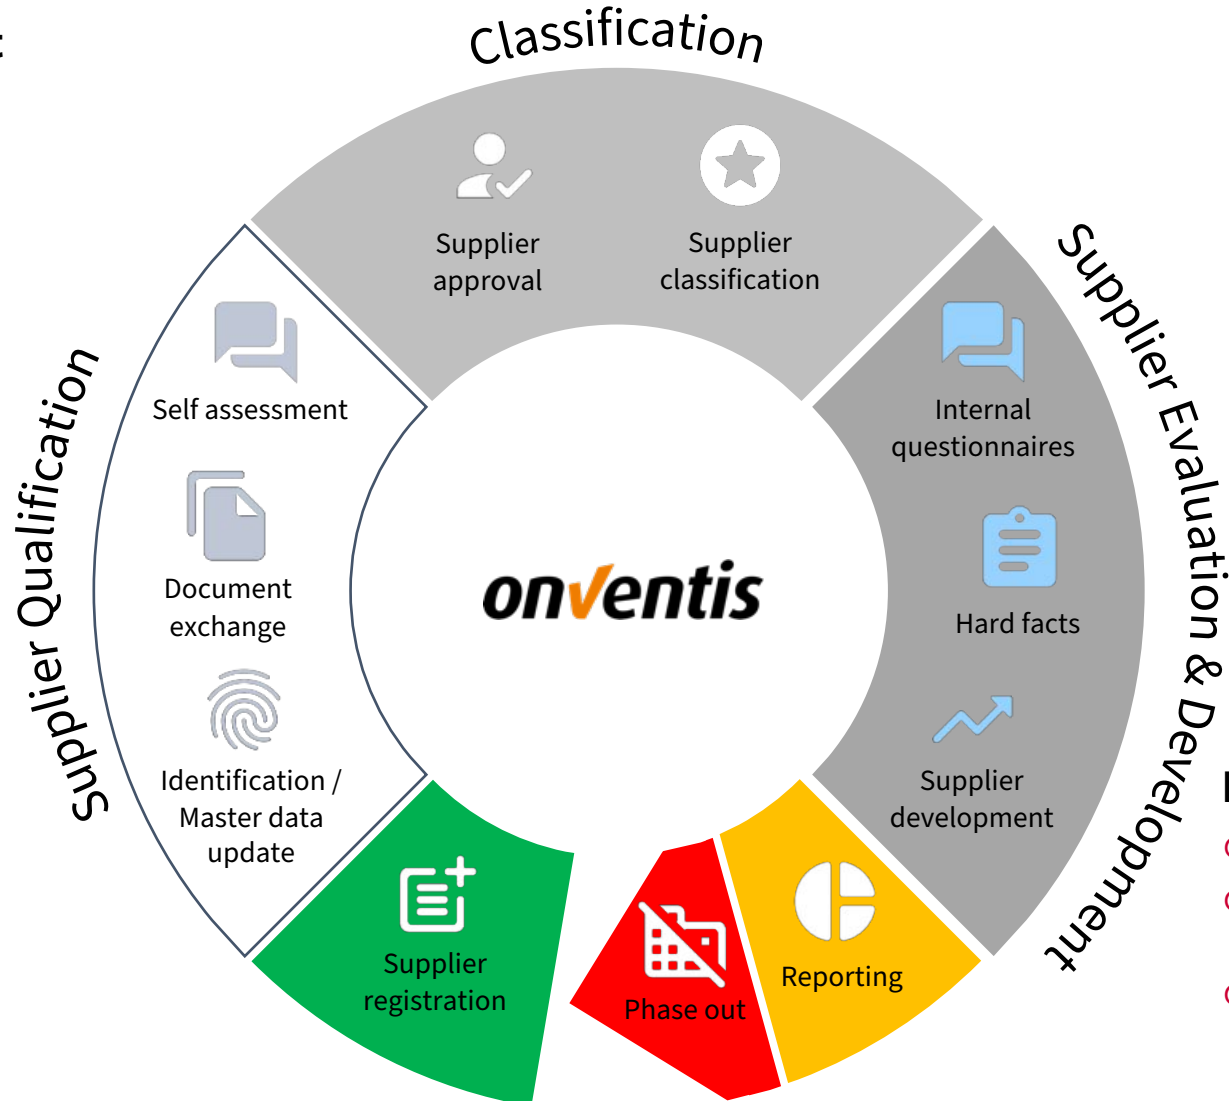 Classification
Supplier
approval
Supplier
classification
Supplier Qualification
Self assessment
Document
exchange
Identification /
Master data
update
Supplier Evaluation & Development
Internal
questionnaires
Hard facts
Supplier
development
onventis
Supplier
registration
Phase out
Reporting